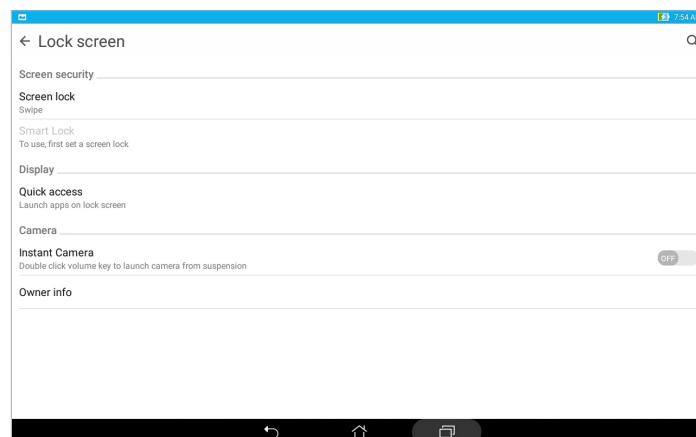 7:54 A
Lock screen
Screen security
Screen lock
Swipe
Smart Lock
To use, first set a screen lock
Display
Quick access
Launch apps on lock screen
Camera
Instant Camera
Double click volume key to launch camera from suspension
OFF
Owner info